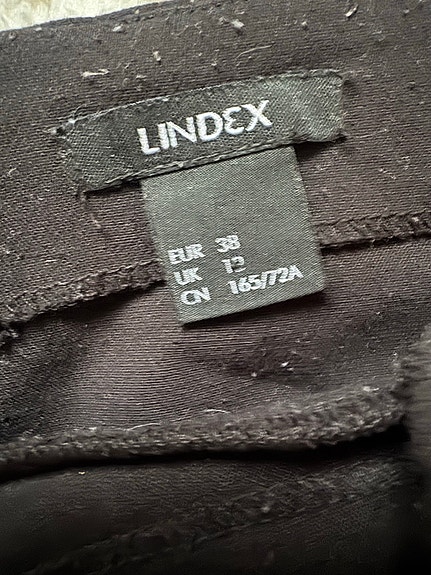 LINDEX
EUR 38
UK 12
CN 165/72A